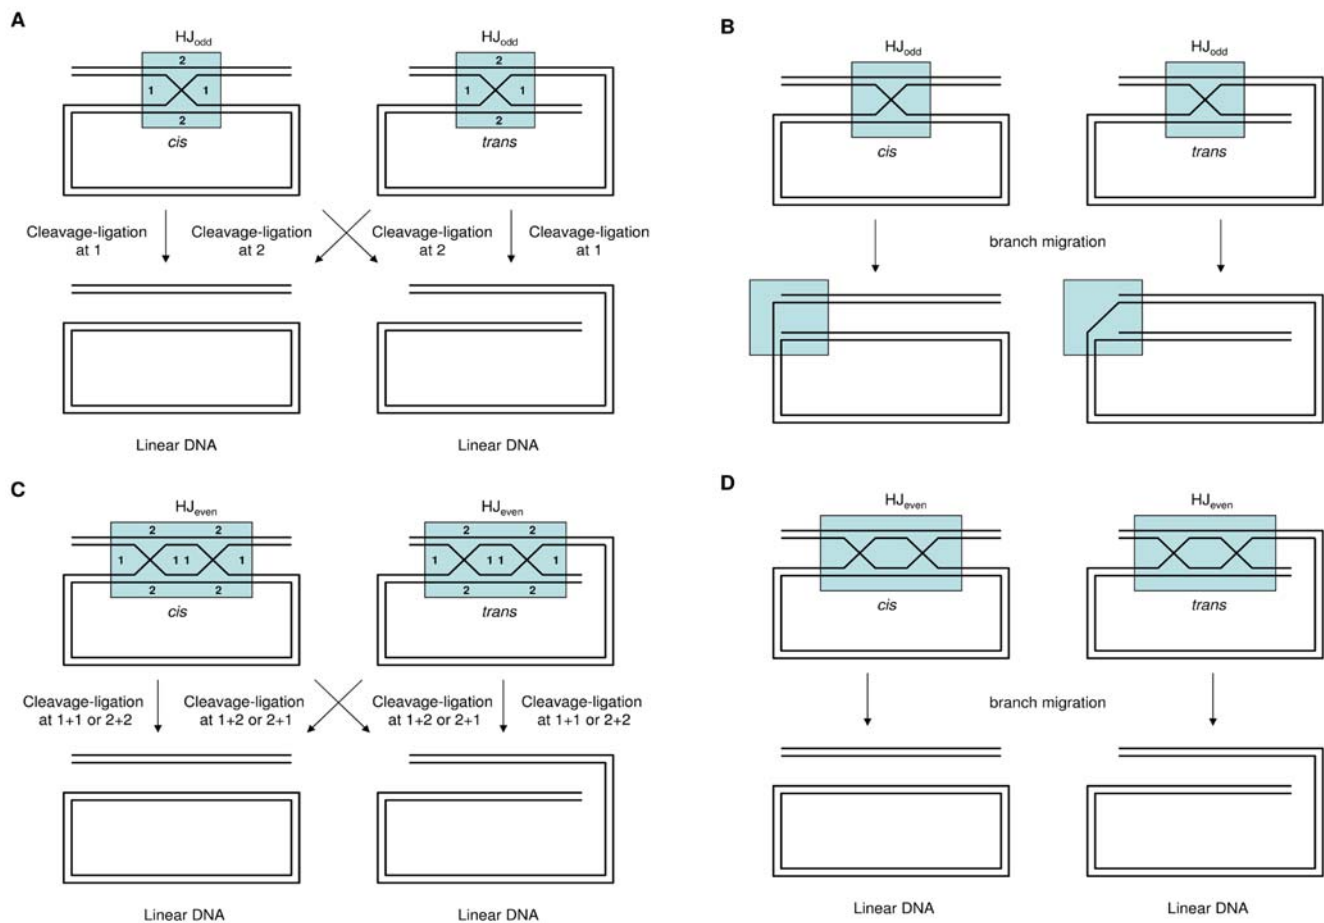 A
HJodd
HJodd
2
1 1
2
cis
2
1 1
2
trans
Cleavage-ligation
at 1
Cleavage-ligation
at 2
Cleavage-ligation
at 2
Cleavage-ligation
at 1
Linear DNA
Linear DNA
B
HJodd
HJodd
cis
trans
branch migration
C
HJeven
HJeven
2 2
1 1 1 1
2 2
cis
2 2
1 1 1 1
2 2
trans
Cleavage-ligation
at 1+1 or 2+2
Cleavage-ligation
at 1+2 or 2+1
Cleavage-ligation
at 1+2 or 2+1
Cleavage-ligation
at 1+1 or 2+2
Linear DNA
Linear DNA
D
HJeven
HJeven
cis
trans
branch migration
Linear DNA
Linear DNA